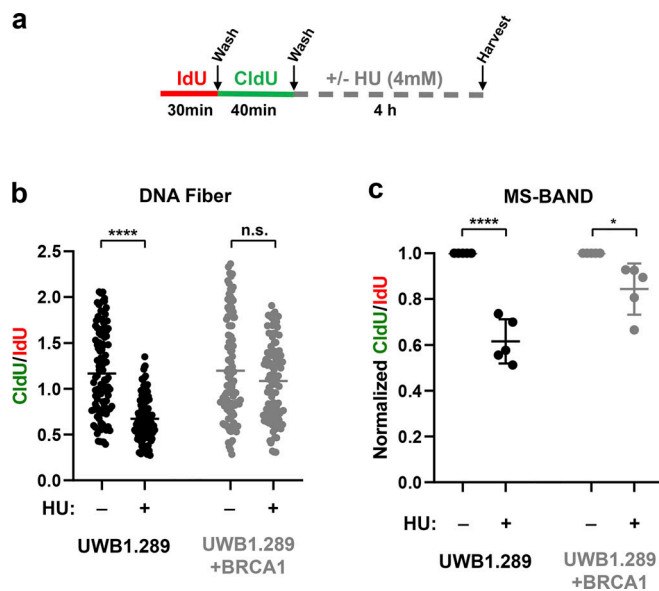 a
Wash
Wash
Harvest
IdU
CldU
+/- HU (4mM)
30min
40min
4 h
b
DNA Fiber
****
n.s.
2.5
2.0
1.5
1.0
0.5
0.0
CldU/IdU
HU: – + – +
UWB1.289
UWB1.289
+BRCA1
c
MS-BAND
****
*
1.0
0.8
0.6
0.4
0.2
0
Normalized CldU/IdU
HU: – + – +
UWB1.289
UWB1.289
+BRCA1